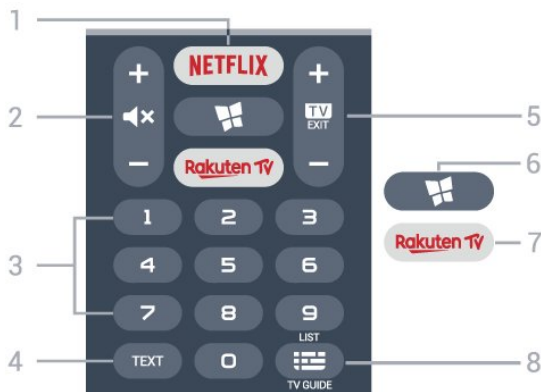 1
NETFLIX
2
TV
EXIT
5
6
Rakuten TV
1 2 3
Rakuten TV
7
3
4 5 6
7 8 9
LIST
4
TEXT
0
8
TV GUIDE